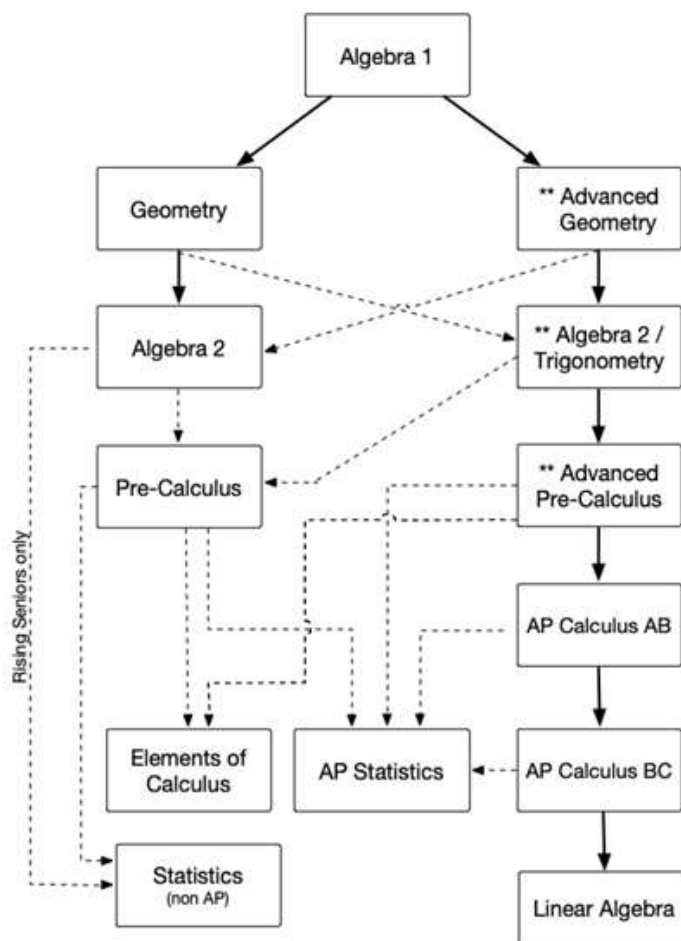 Algebra 1
Geometry
** Advanced
Geometry
Algebra 2
** Algebra 2 /
Trigonometry
Pre-Calculus
** Advanced
Pre-Calculus
Rising Seniors only
AP Calculus AB
Elements of
Calculus
AP Statistics
AP Calculus BC
Statistics
(non AP)
Linear Algebra